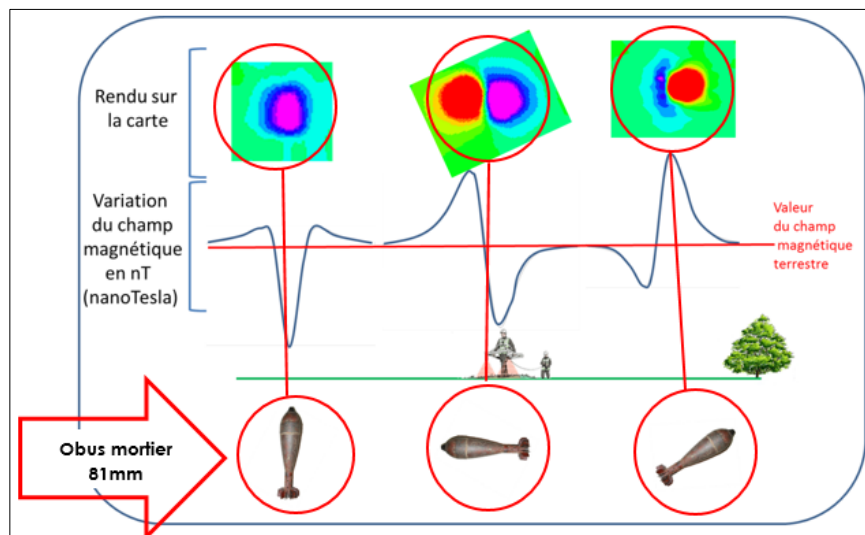 Rendu sur
la carte
Variation
du champ
magnétique
en nT
(nanoTesla)
Valeur
du champ
magnétique
terrestre
Obus mortier
81mm